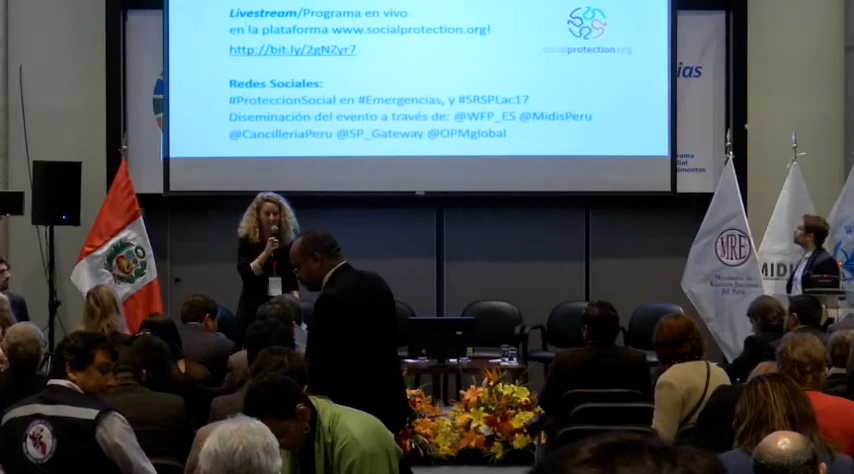 Livestream/Programa en vivo
en la plataforma www.socialprotection.org!
http://bit.ly/2gNZyr7
socialprotection.org
Redes Sociales:
#ProteccionSocial en #Emergencias, y #SRSPLac17
Diseminación del evento a través de: @WFP_ES @MidisPeru
@CancilleriaPeru @SP_Gateway @OPMglobal
ias
MRE
MIDI